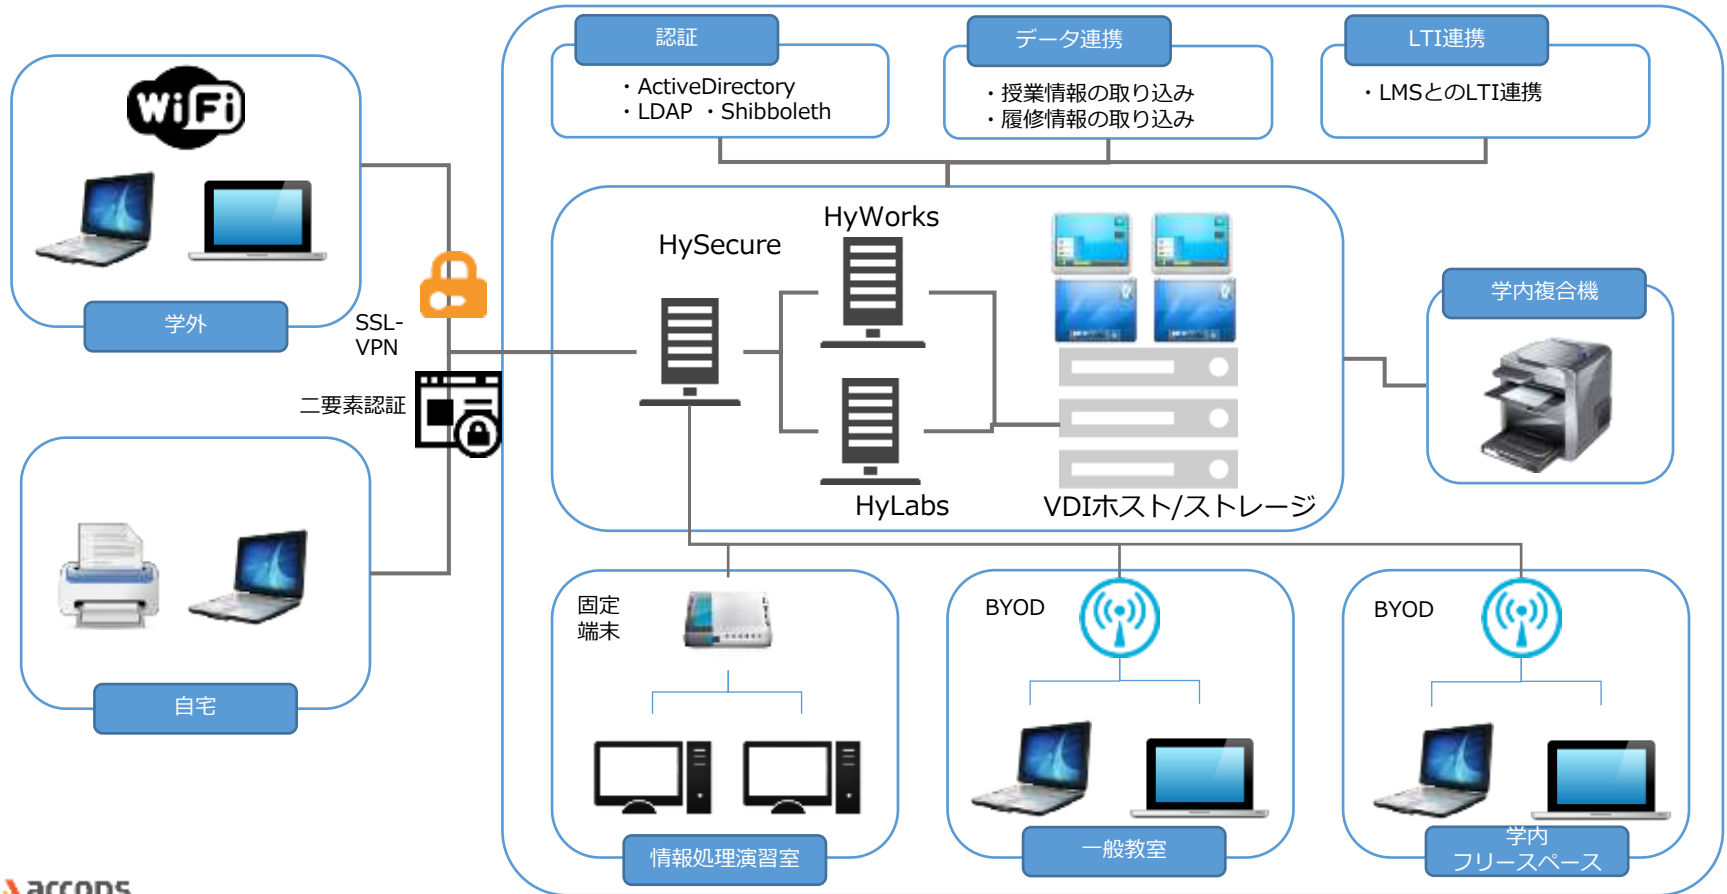 認証
・ActiveDirectory
・LDAP ・Shibboleth
データ連携
・授業情報の取り込み
・履修情報の取り込み
LTI連携
・LMSとのLTI連携
WiFi
学外
SSL-
VPN
二要素認証
自宅
HySecure
HyWorks
HyLabs
VDIホスト/ストレージ
学内複合機
固定
端末
情報処理演習室
BYOD
一般教室
BYOD
学内
フリースペース
accops